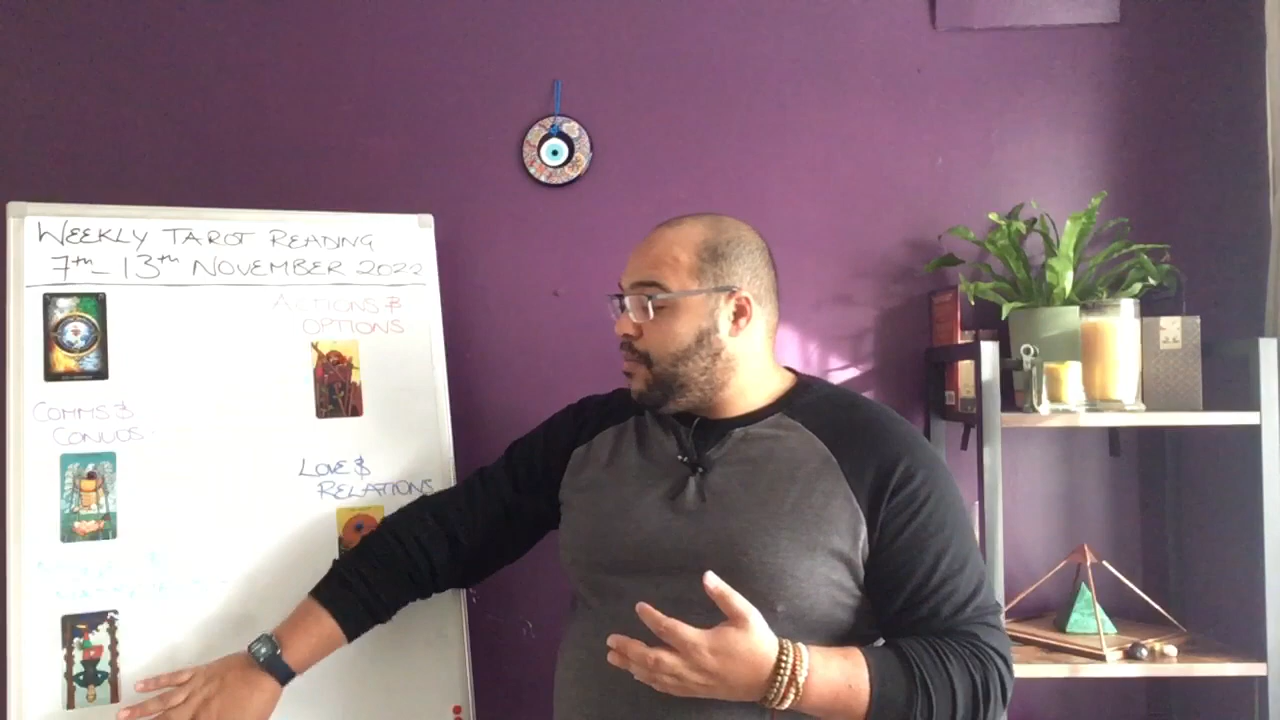 WEEKLY TAROT READING
7th - 13th NOVEMBER 2022
ACTIONS &
OPTIONS
COMMS &
CONVOS
LOVE &
RELATIONS